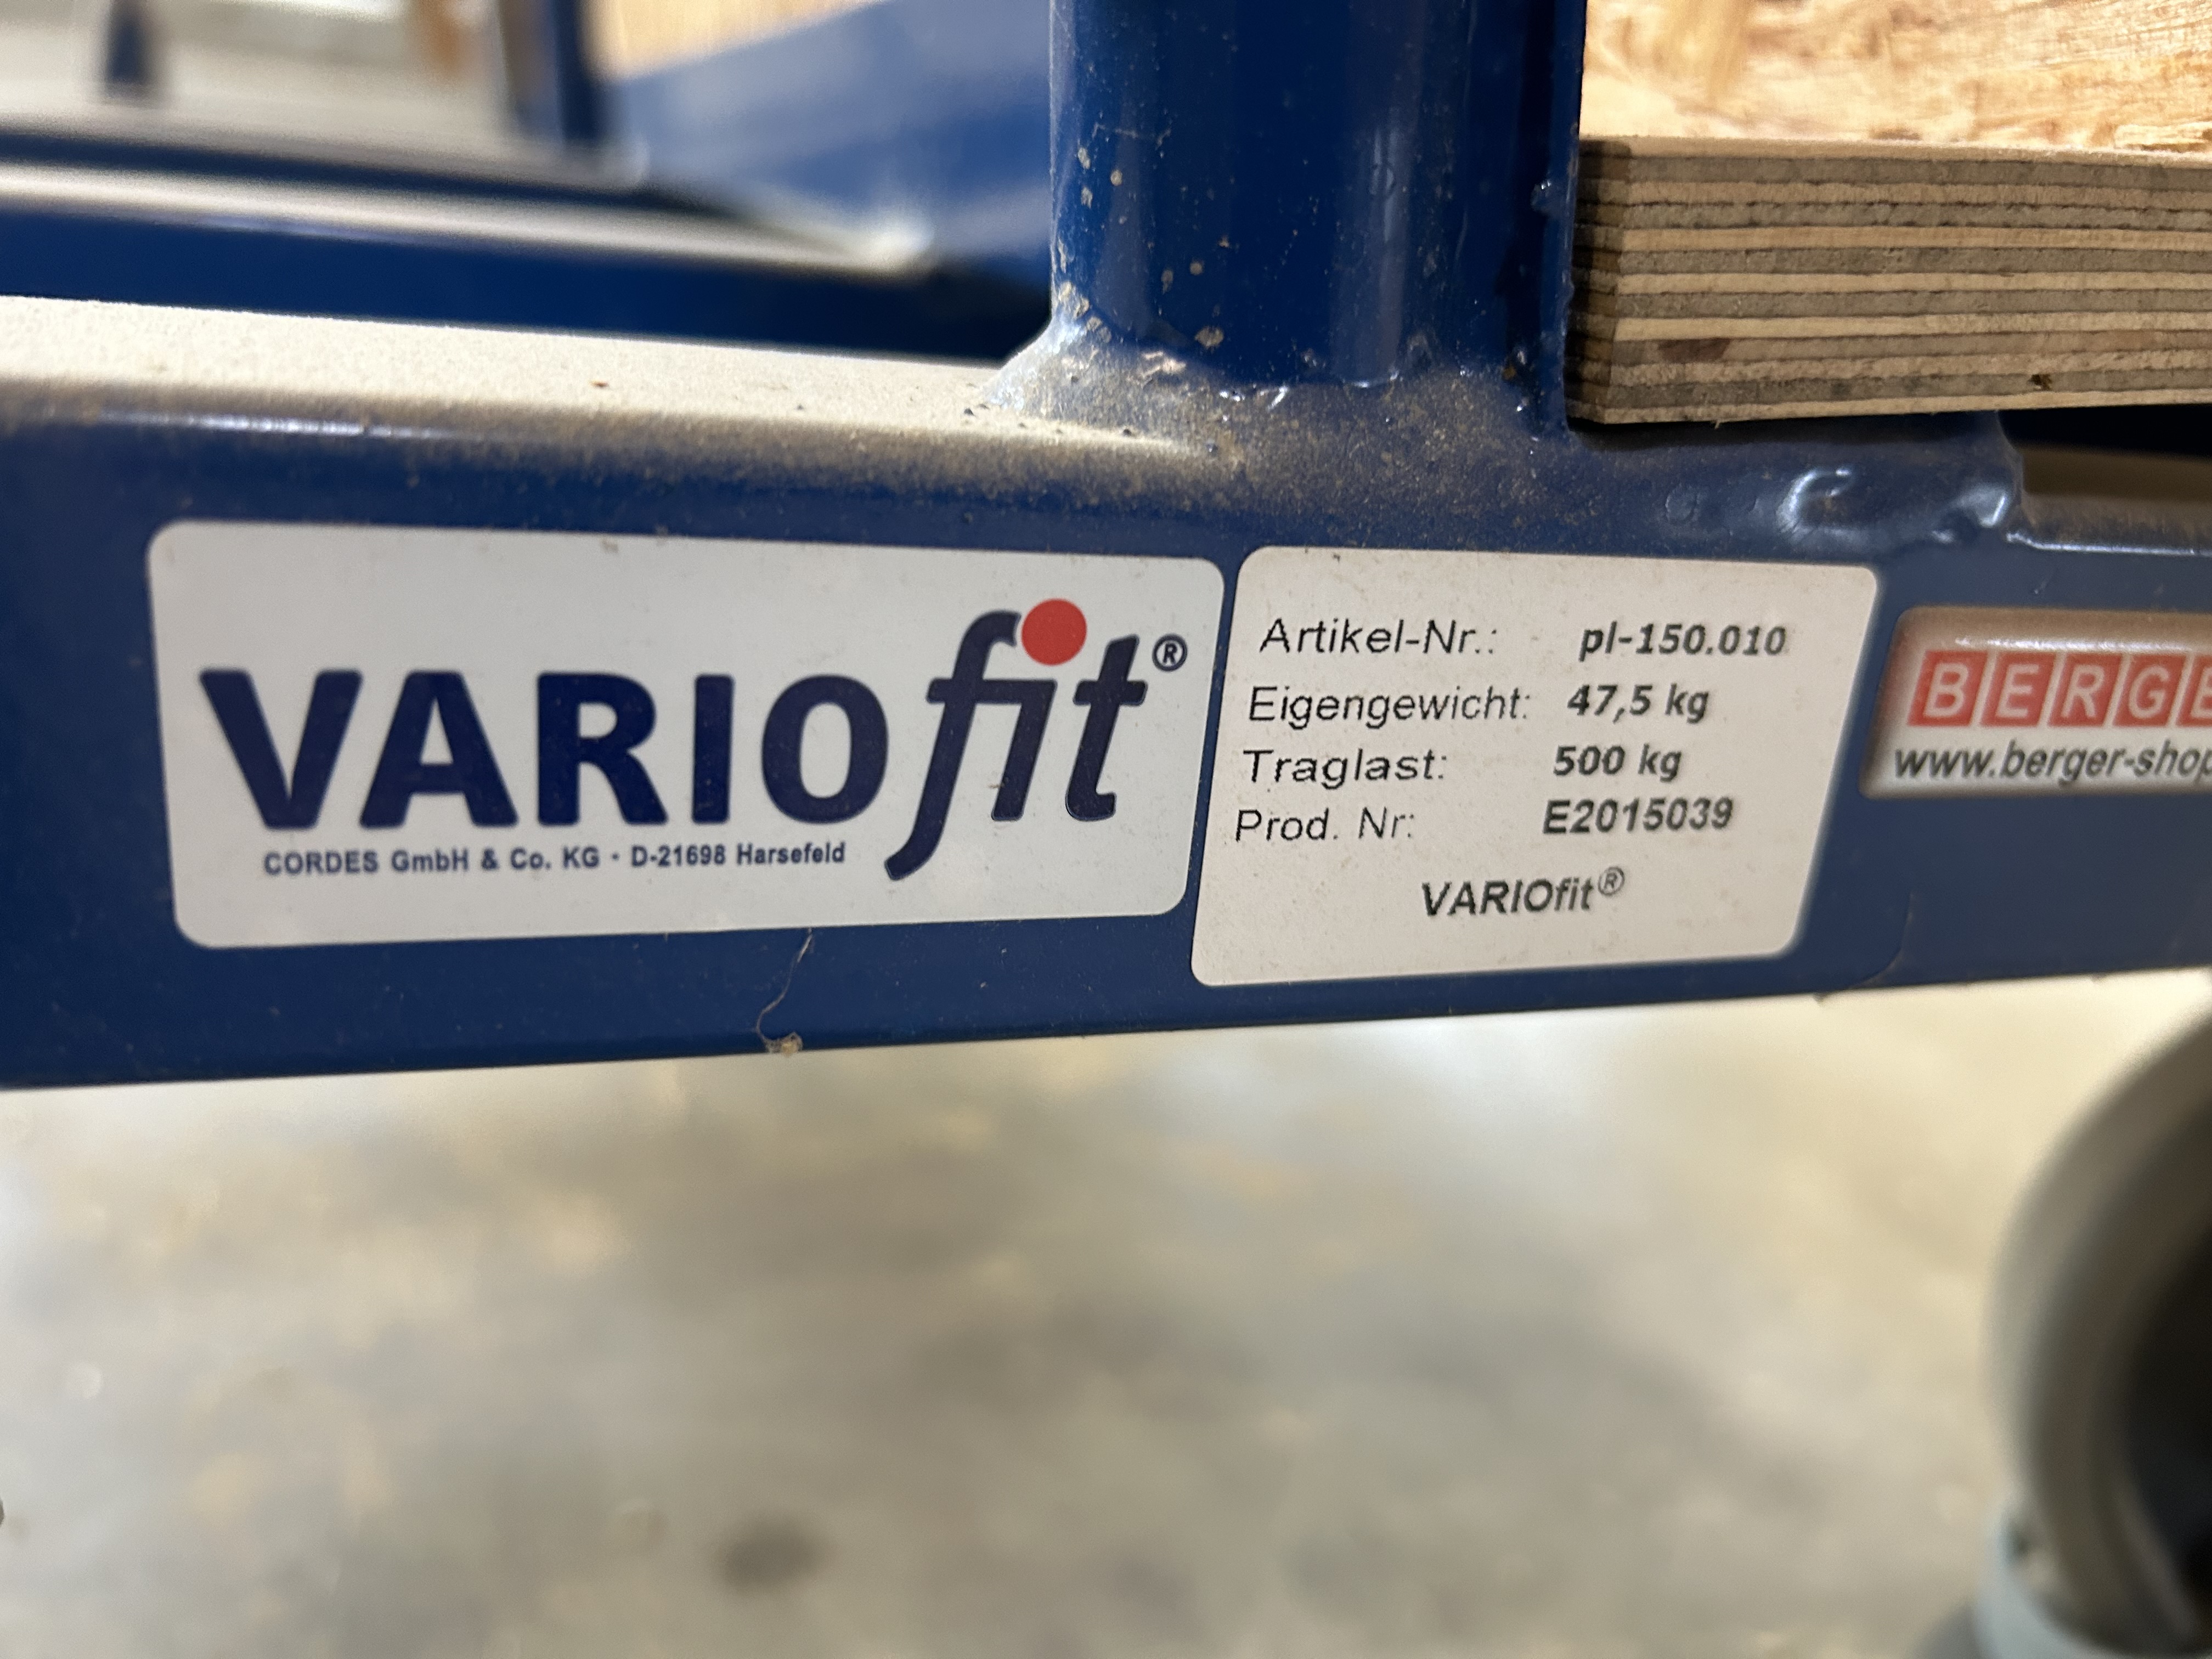 VARIOfit®
CORDES GmbH & Co. KG · D-21698 Harsefeld
Artikel-Nr.: pl-150.010
Eigengewicht: 47,5 kg
Traglast: 500 kg
Prod. Nr: E2015039
VARIOfit®
BERGE
www.berger-shop